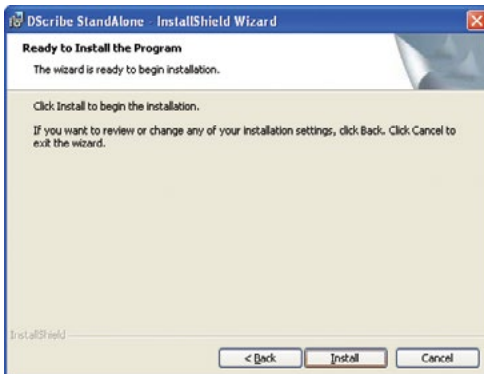 DScribe StandAlone - InstallShield Wizard
Ready to Install the Program
The wizard is ready to begin installation.
Click Install to begin the installation.
If you want to review or change any of your installation settings, click Back. Click Cancel to
exit the wizard.
InstallShield
< Back Install Cancel